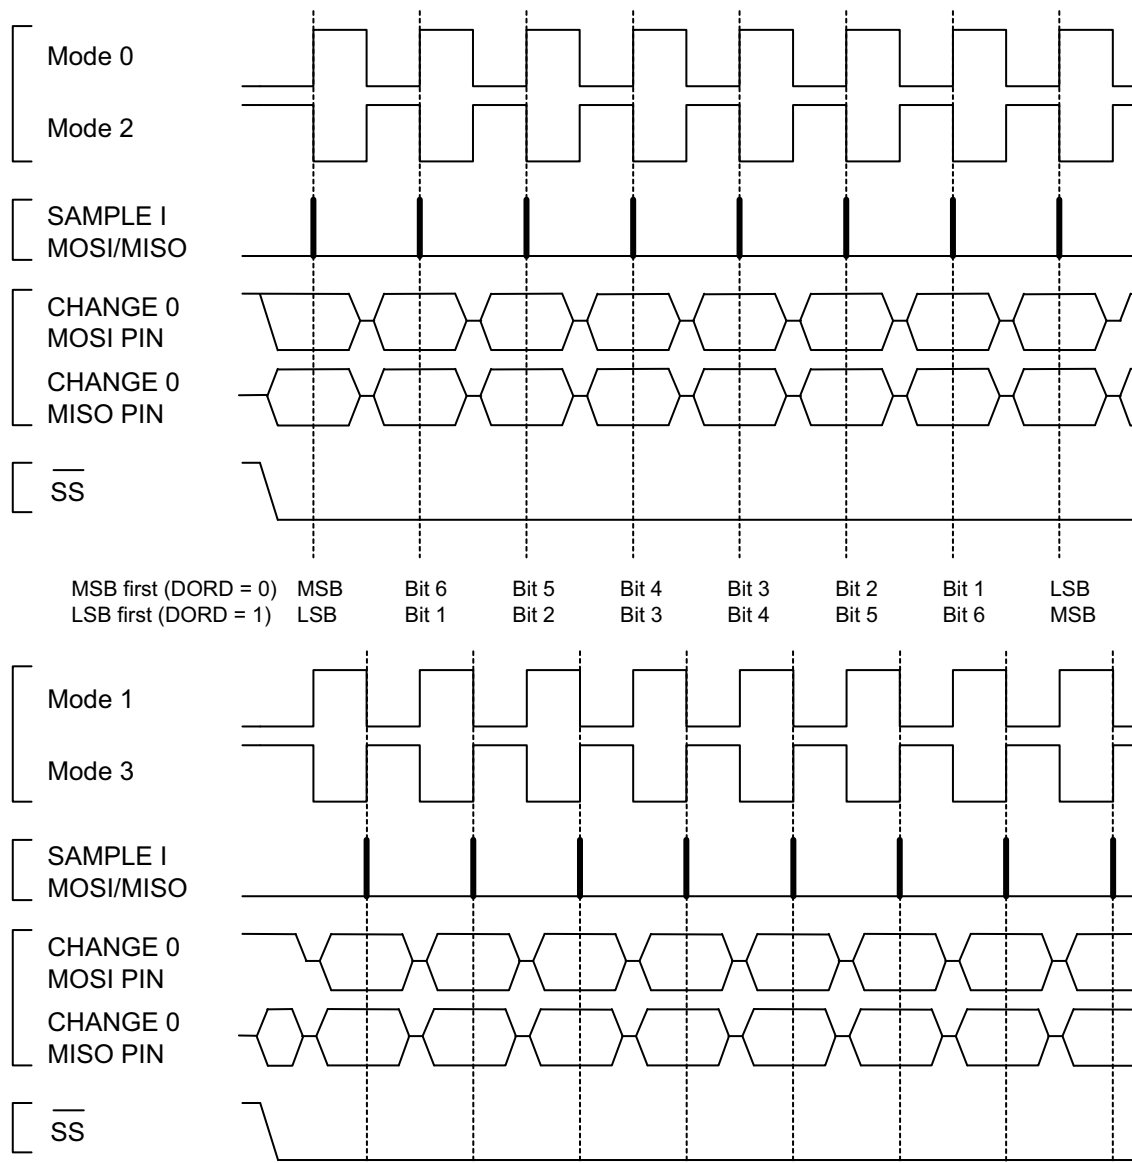 Mode 0
Mode 2
SAMPLE I
MOSI/MISO
CHANGE 0
MOSI PIN
CHANGE 0
MISO PIN
SS
MSB first (DORD = 0) MSB Bit 6 Bit 5 Bit 4 Bit 3 Bit 2 Bit 1 LSB
LSB first (DORD = 1) LSB Bit 1 Bit 2 Bit 3 Bit 4 Bit 5 Bit 6 MSB
Mode 1
Mode 3
SAMPLE I
MOSI/MISO
CHANGE 0
MOSI PIN
CHANGE 0
MISO PIN
SS